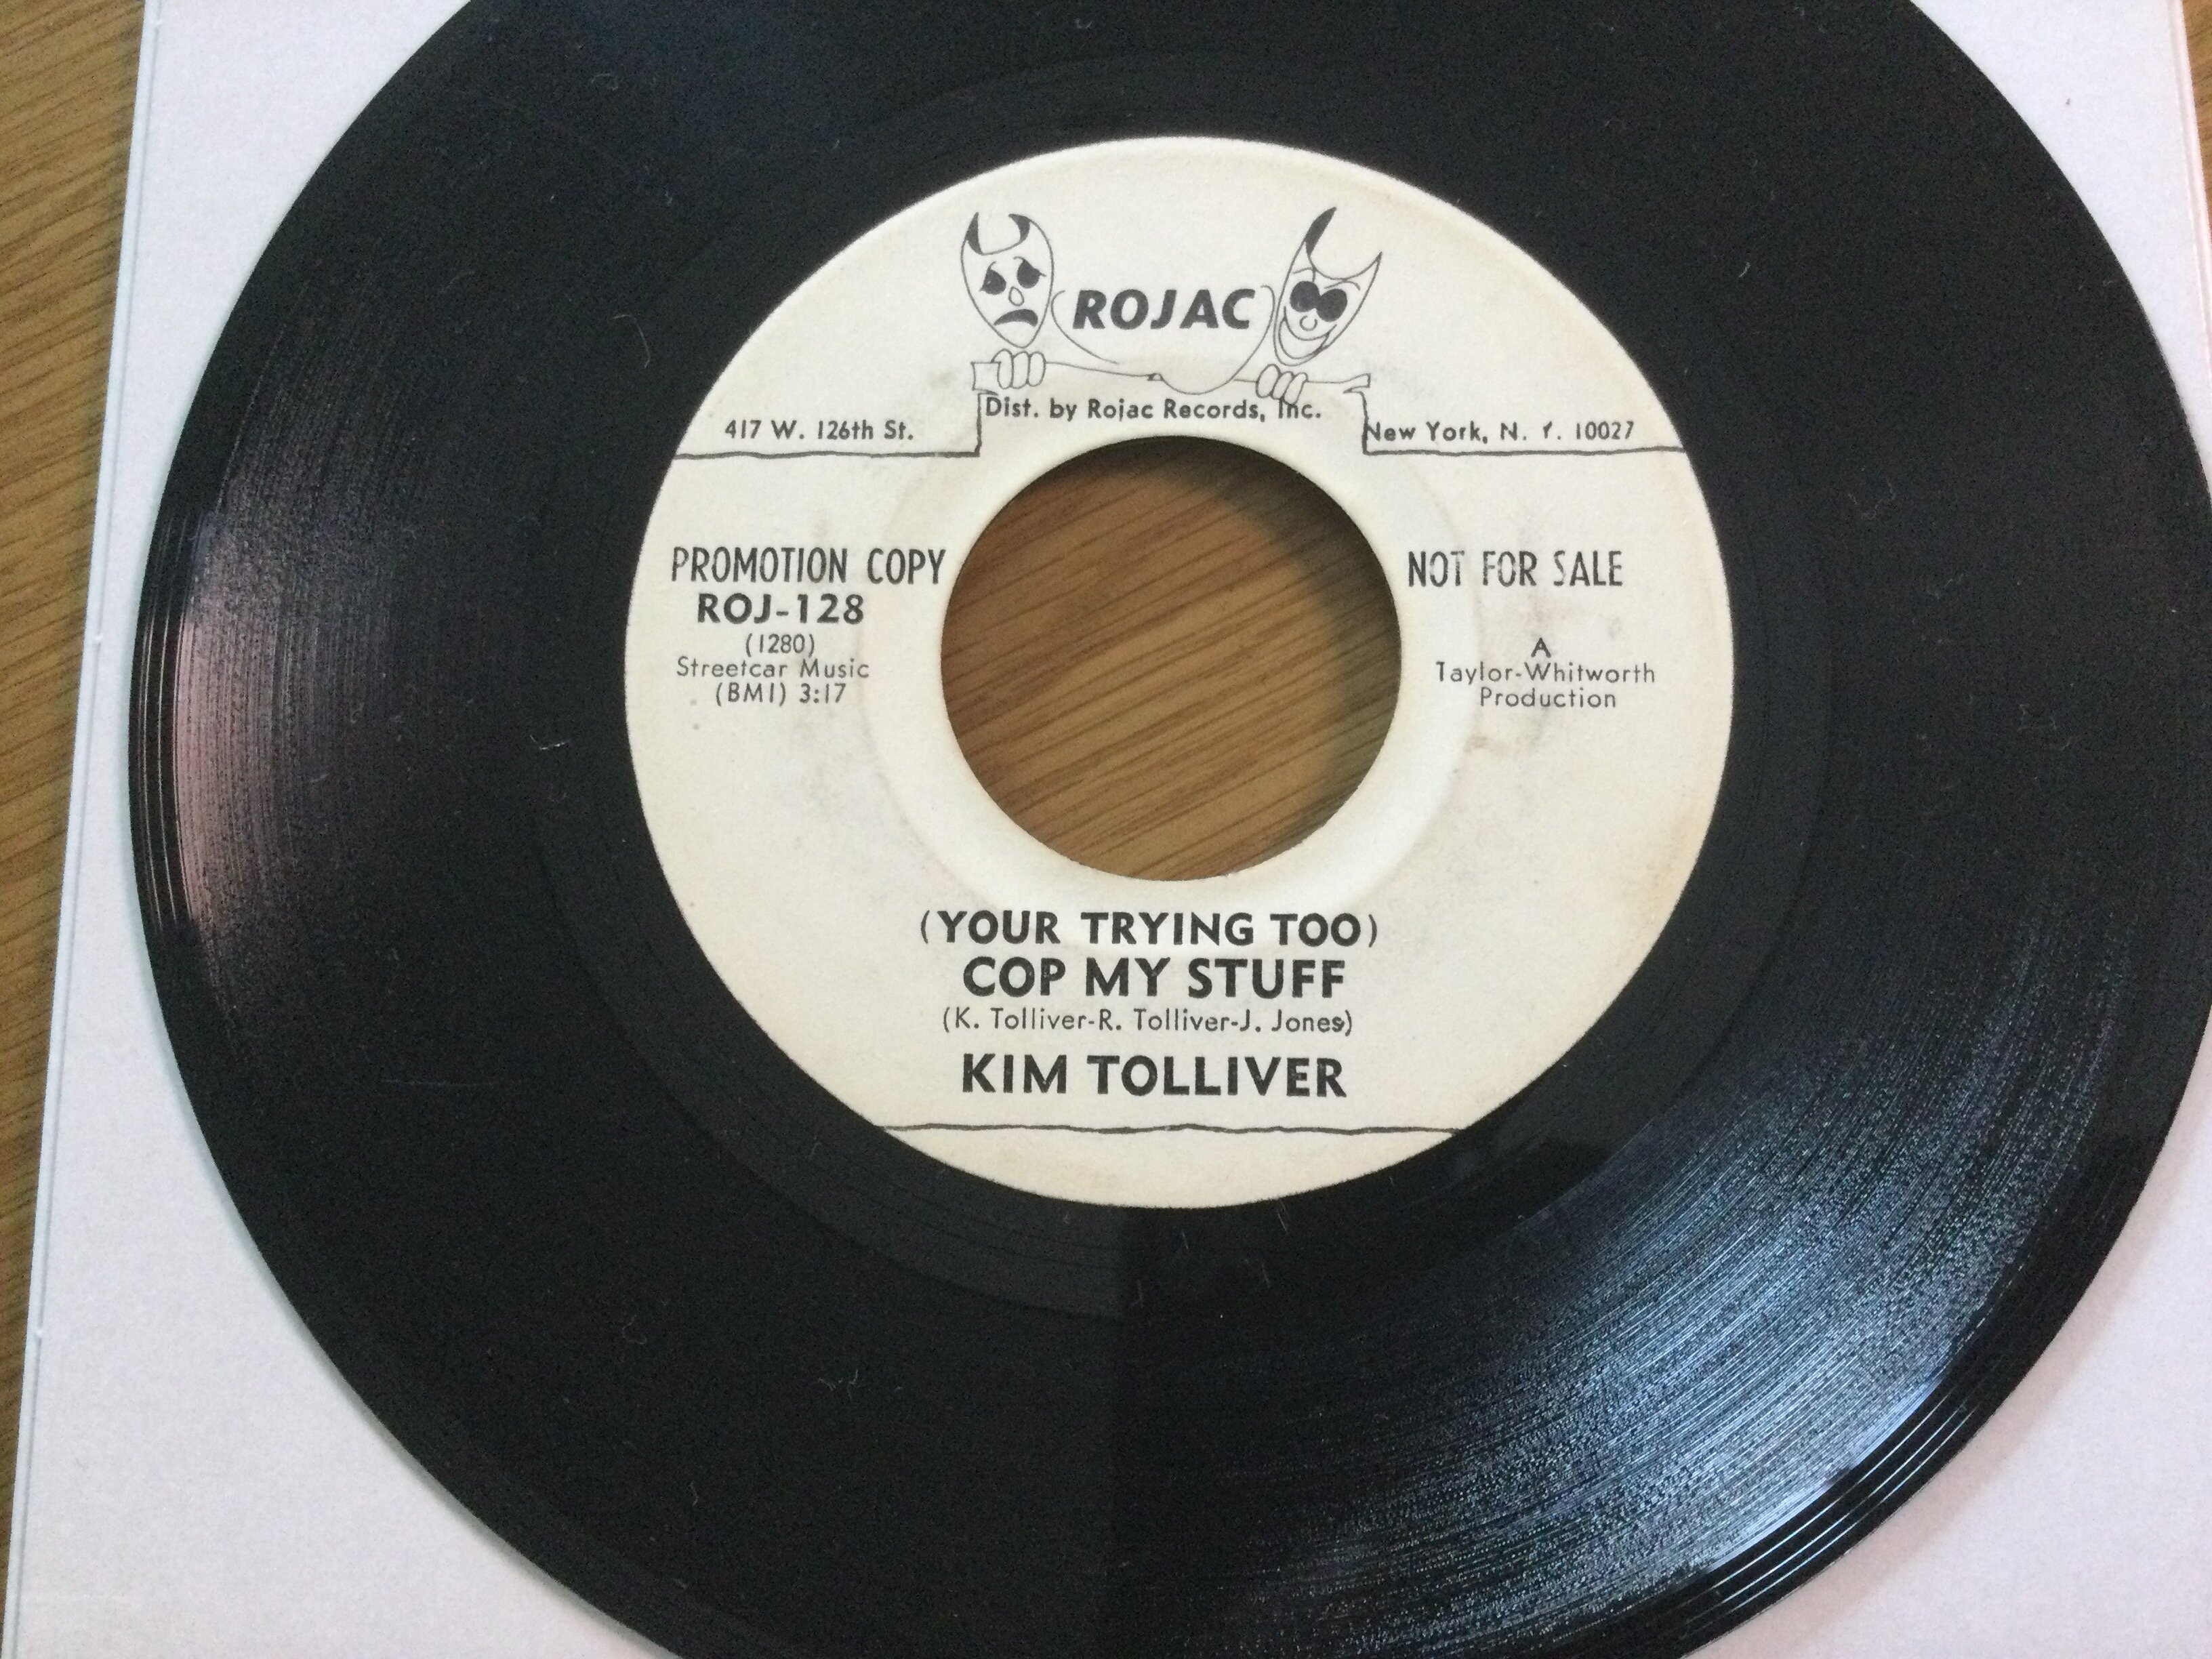 ROJAC
Dist. by Rojac Records, Inc.
417 W. 126th St.
New York, N. Y. 10027
PROMOTION COPY
NOT FOR SALE
ROJ-128
(1280)
Streetcar Music
(BMI) 3:17
A
Taylor-Whitworth
Production
(YOUR TRYING TOO)
COP MY STUFF
(K. Tolliver-R. Tolliver-J. Jones)
KIM TOLLIVER